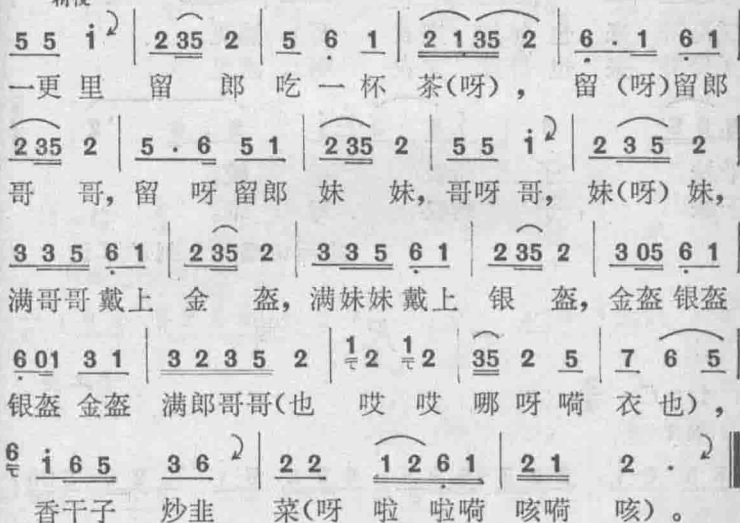 5 5 i | 2 35 2 | 5 6 1 | 2 1 35 2 | 6 · 1 6 1 |
一更 里 留 郎 吃 一 杯 茶(呀)， 留 (呀)留郎
2 35 2 | 5 · 6 5 1 | 2 35 2 | 5 5 i | 2 3 5 2 |
哥 哥， 留 呀 留郎 妹 妹， 哥呀 哥， 妹(呀) 妹，
3 3 5 6 1 | 2 35 2 | 3 3 5 6 1 | 2 35 2 | 3 05 6 1 |
满哥哥 戴上 金 盔， 满妹妹 戴上 银 盔， 金盔 银盔
6 01 3 1 | 3 2 3 5 2 | 1 2 1 2 | 35 2 5 | 7 6 5 |
银盔 金盔 满郎哥哥(也 哎 哎 哪 呀 嗬 衣 也)，
6 i 6 5 3 6 | 2 2 1 2 6 1 | 2 1 2 · ‖
香干子 炒韭 菜(呀 啦 啦嗬 咳嗬 咳)。